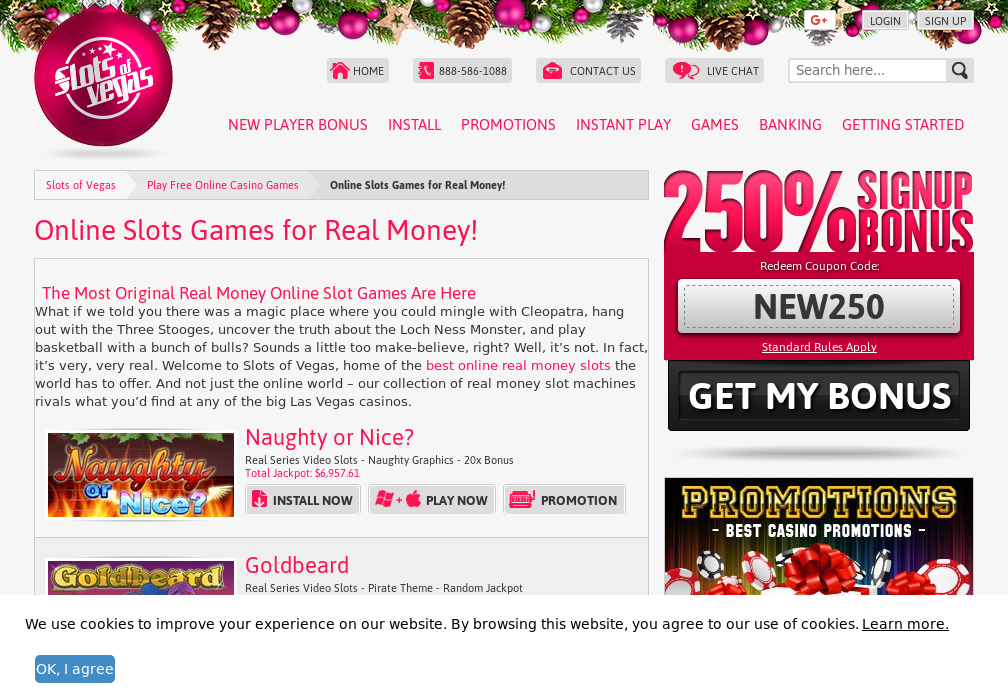 G+
LOGIN
SIGN UP
slots of vegas
HOME
888-586-1088
CONTACT US
LIVE CHAT
Search here...
NEW PLAYER BONUS
INSTALL
PROMOTIONS
INSTANT PLAY
GAMES
BANKING
GETTING STARTED
Slots of Vegas
Play Free Online Casino Games
Online Slots Games for Real Money!
Online Slots Games for Real Money!
The Most Original Real Money Online Slot Games Are Here
What if we told you there was a magic place where you could mingle with Cleopatra, hang
out with the Three Stooges, uncover the truth about the Loch Ness Monster, and play
basketball with a bunch of bulls? Sounds a little too make-believe, right? Well, it’s not. In fact,
it’s very, very real. Welcome to Slots of Vegas, home of the best online real money slots the
world has to offer. And not just the online world – our collection of real money slot machines
rivals what you’d find at any of the big Las Vegas casinos.
Naughty
or Nice?
Naughty or Nice?
Real Series Video Slots - Naughty Graphics - 20x Bonus
Total Jackpot: $6,957.61
INSTALL NOW
+ PLAY NOW
PROMOTION
Goldbeard
Goldbeard
Real Series Video Slots - Pirate Theme - Random Jackpot
250% SIGNUP
BONUS
Redeem Coupon Code:
NEW250
Standard Rules Apply
GET MY BONUS
PROMOTIONS
- BEST CASINO PROMOTIONS -
We use cookies to improve your experience on our website. By browsing this website, you agree to our use of cookies. Learn more.
OK, I agree